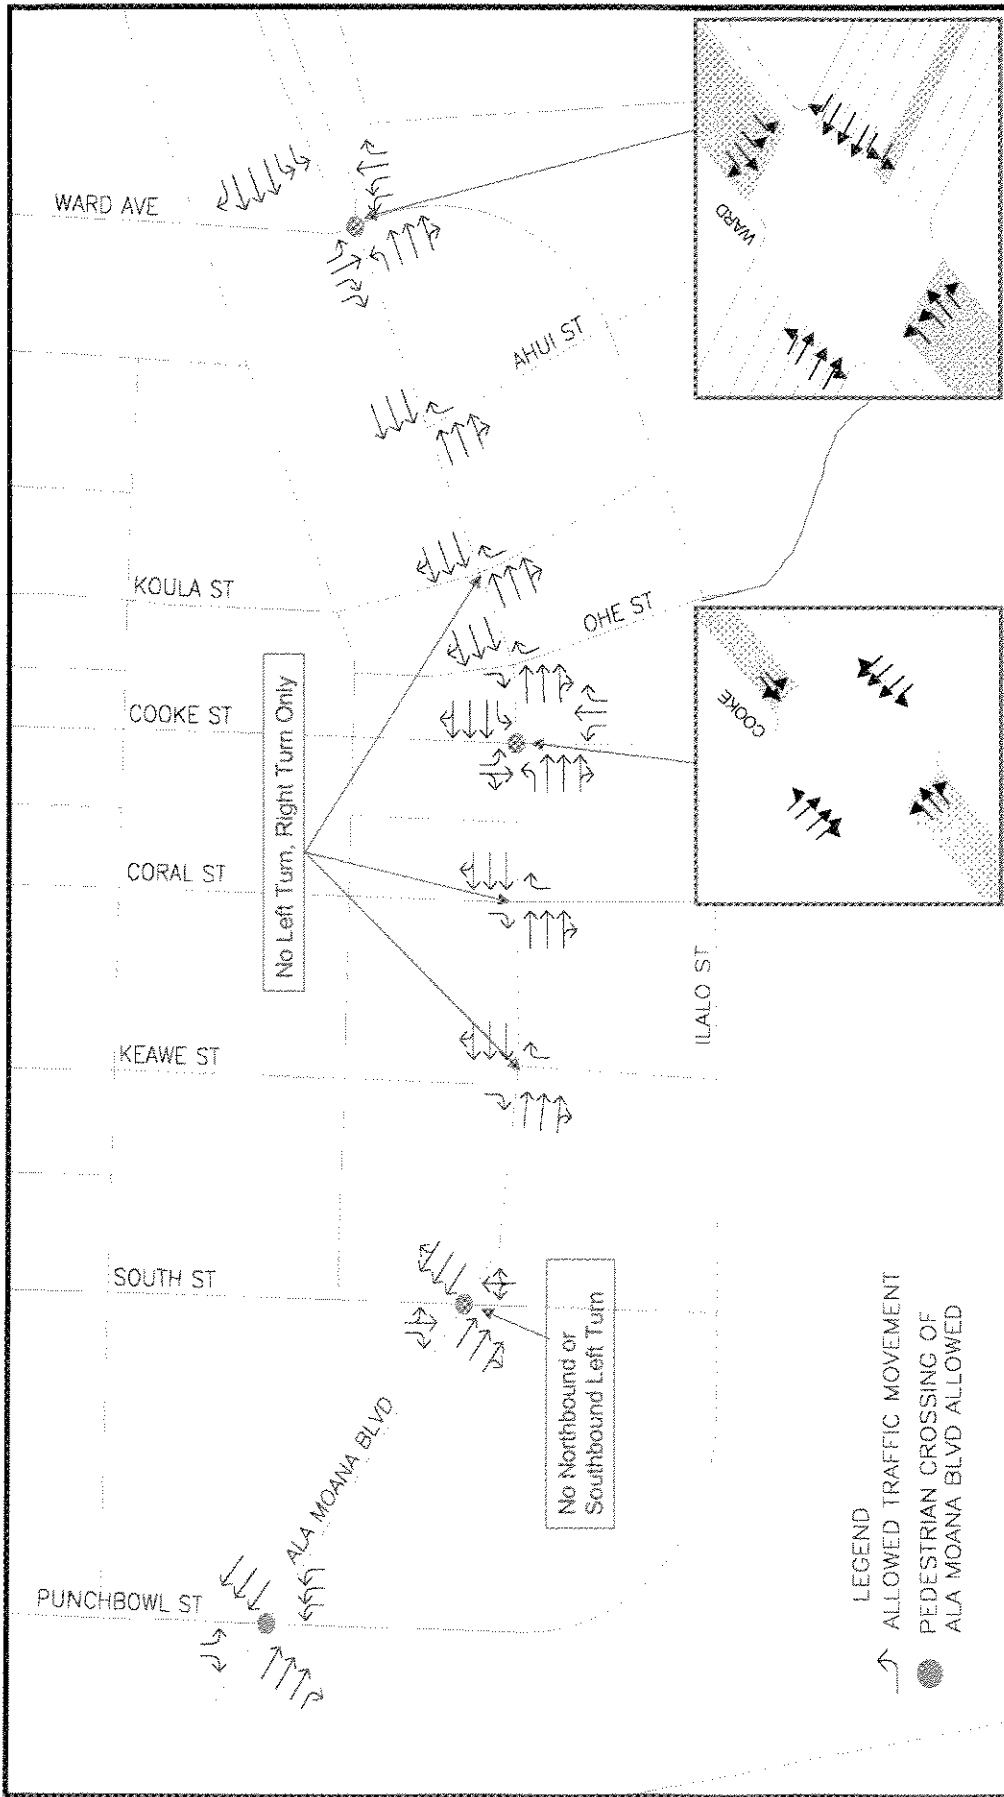 WARD AVE
WARD
AHUI ST
KOULA ST
OHE ST
COOKE ST
COOKE
No Left Turn, Right Turn Only
CORAL ST
KEAWE ST
ILALO ST
SOUTH ST
No Northbound or
Southbound Left Turn
ALA MOANA BLVD
PUNCHBOWL ST
LEGEND
ALLOWED TRAFFIC MOVEMENT
PEDESTRIAN CROSSING OF
ALA MOANA BLVD ALLOWED